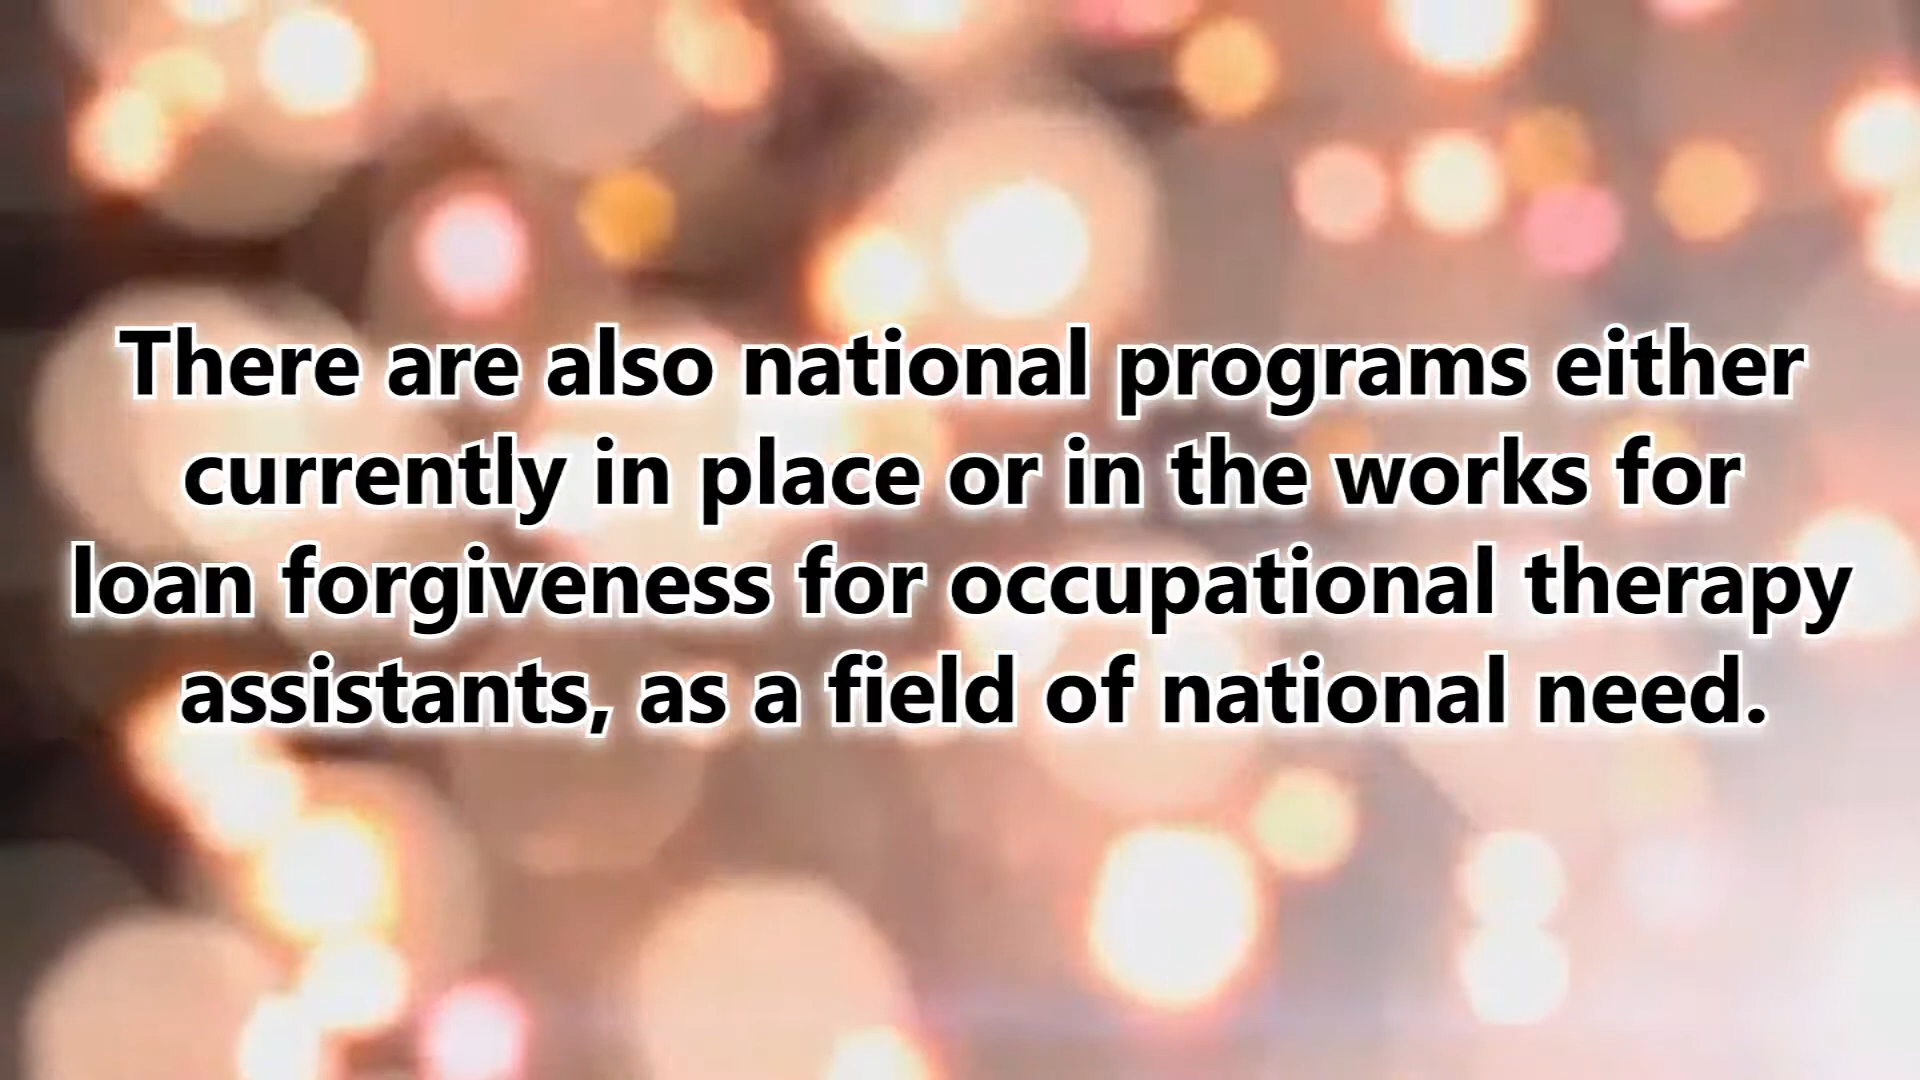 There are also national programs either
currently in place or in the works for
loan forgiveness for occupational therapy
assistants, as a field of national need.